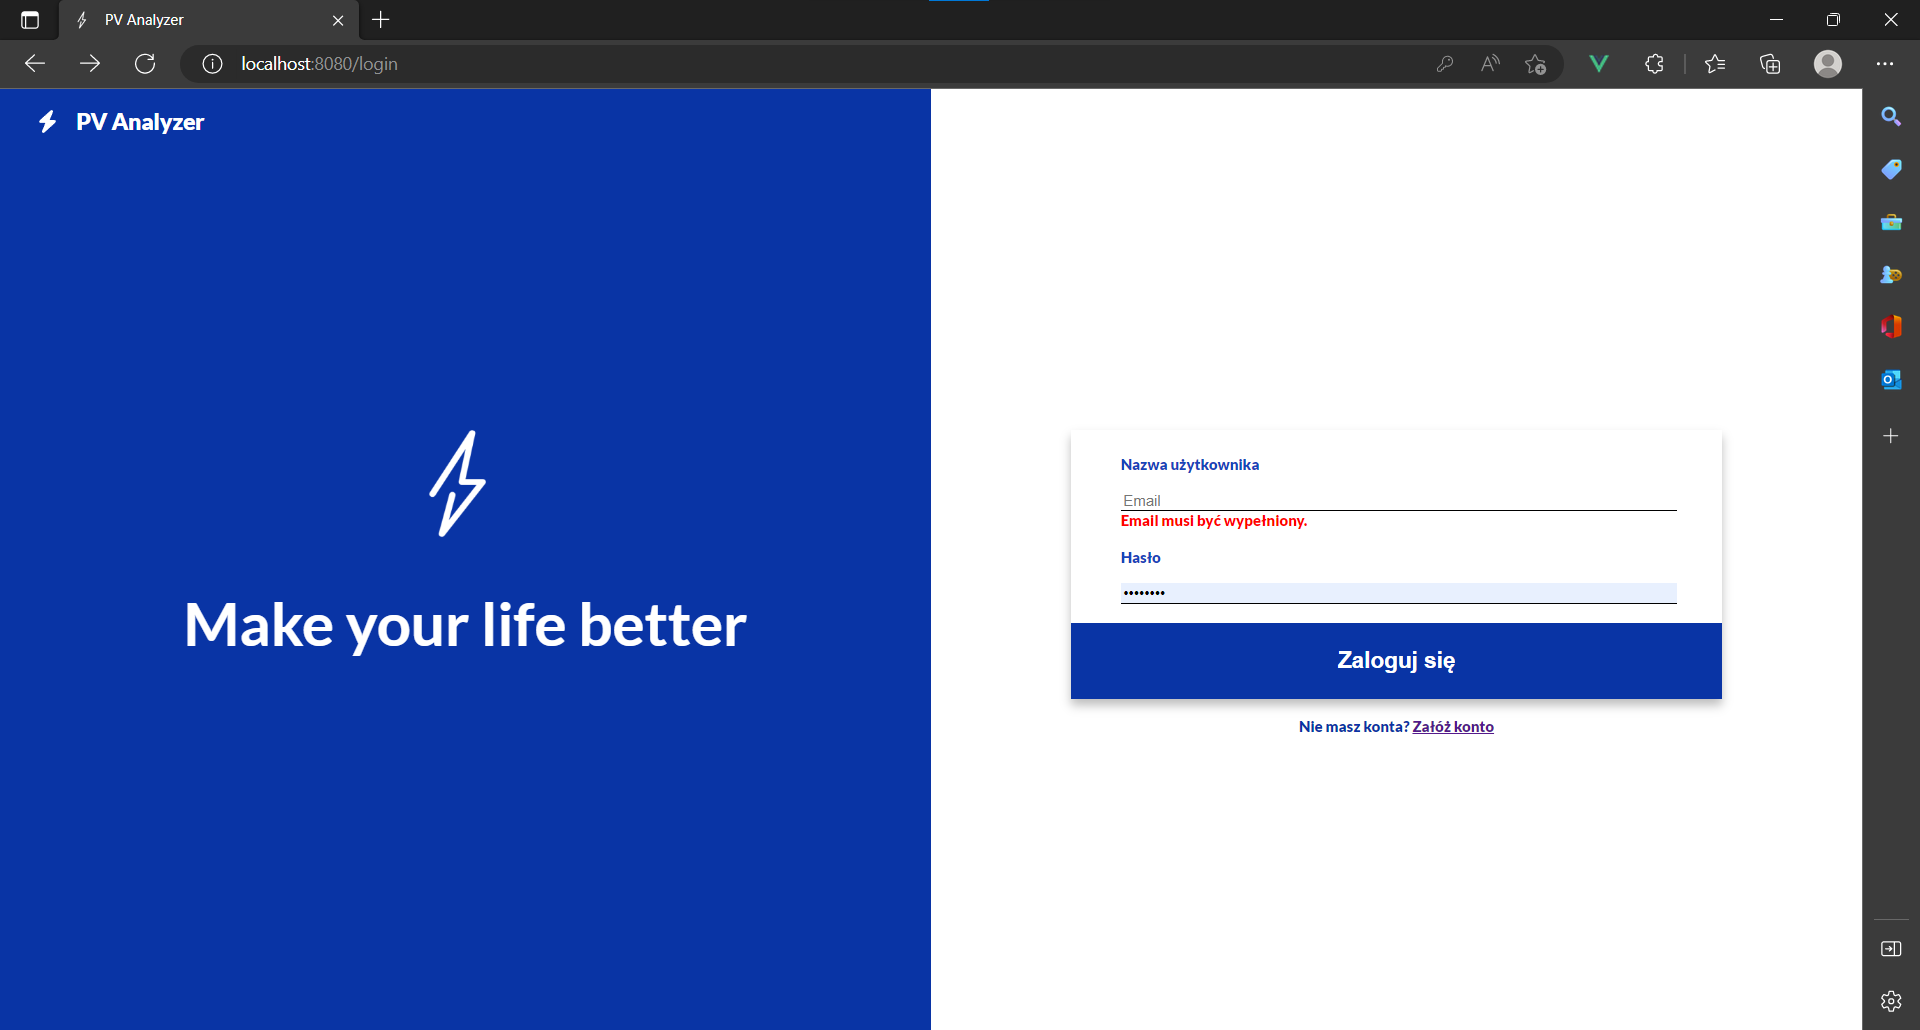 PV Analyzer
localhost:8080/login
PV Analyzer
Make your life better
Nazwa użytkownika
Email
Email musi być wypełniony.
Hasło
••••••••
Zaloguj się
Nie masz konta? Załóż konto